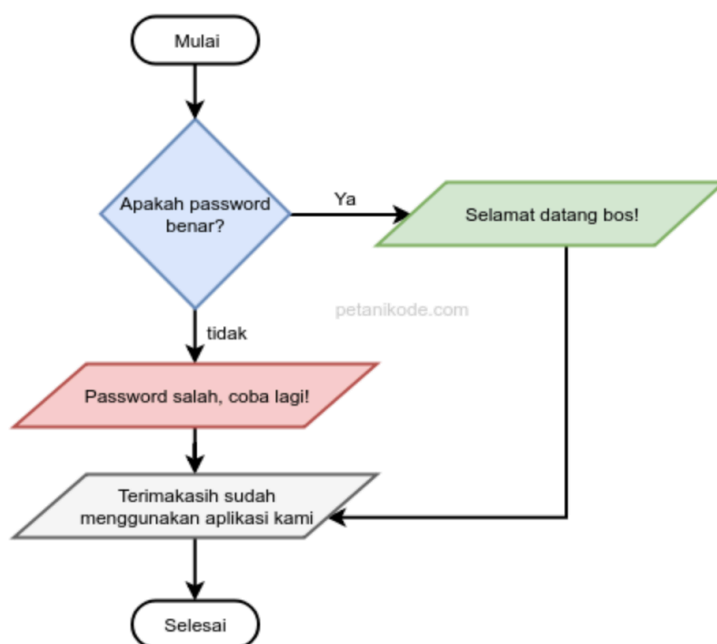 Mulai
Apakah password
benar?
Ya
Selamat datang bos!
petanikode.com
tidak
Password salah, coba lagi!
Terimakasih sudah
menggunakan aplikasi kami
Selesai